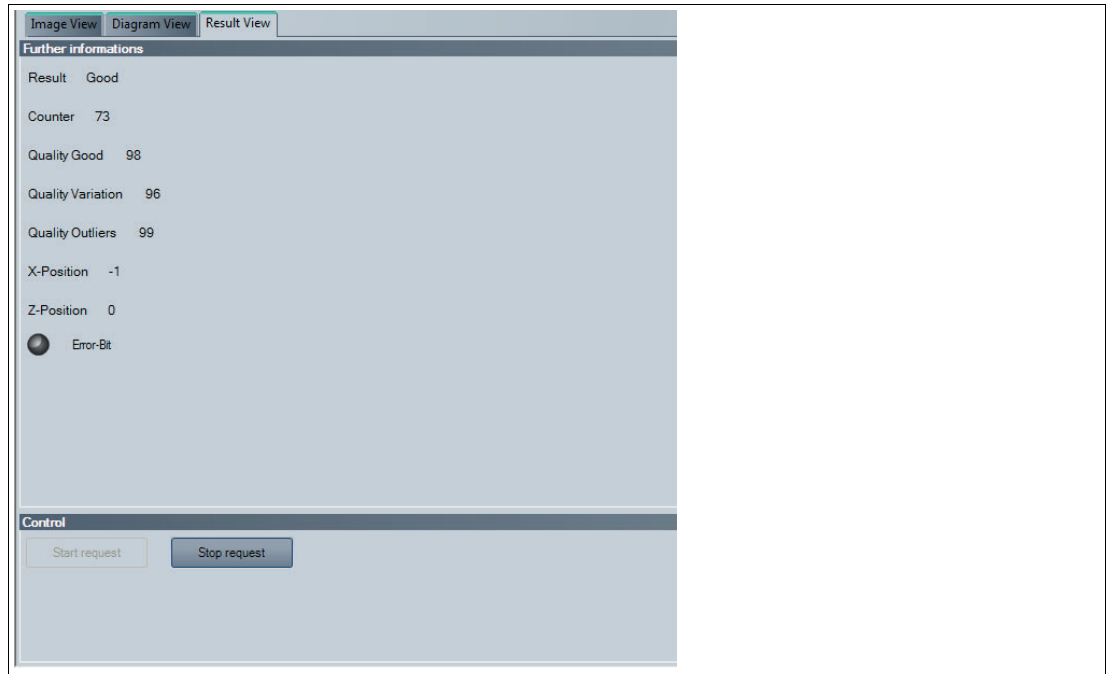 Image View Diagram View Result View
Further informations
Result Good
Counter 73
Quality Good 98
Quality Variation 96
Quality Outliers 99
X-Position -1
Z-Position 0
Error-Bit
Control
Start request Stop request